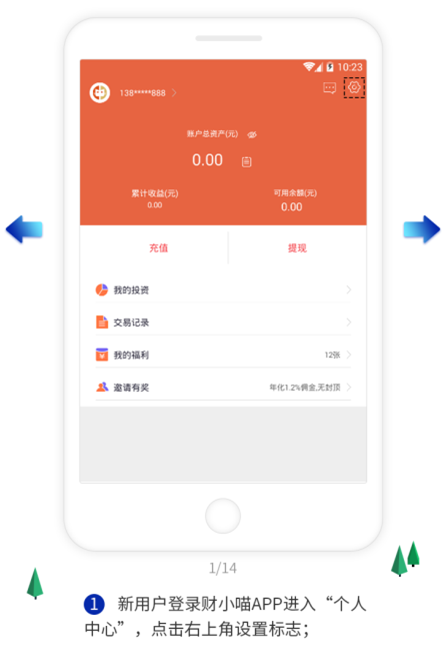 10:23
138*****888
账户总资产(元)
0.00
累计收益(元)
可用余额(元)
0.00
0.00
充值
提现
我的投资
交易记录
我的福利
12张
邀请有奖
年化1.2%佣金,无封顶
1/14
1 新用户登录财小喵APP进入“个人
中心”，点击右上角设置标志；